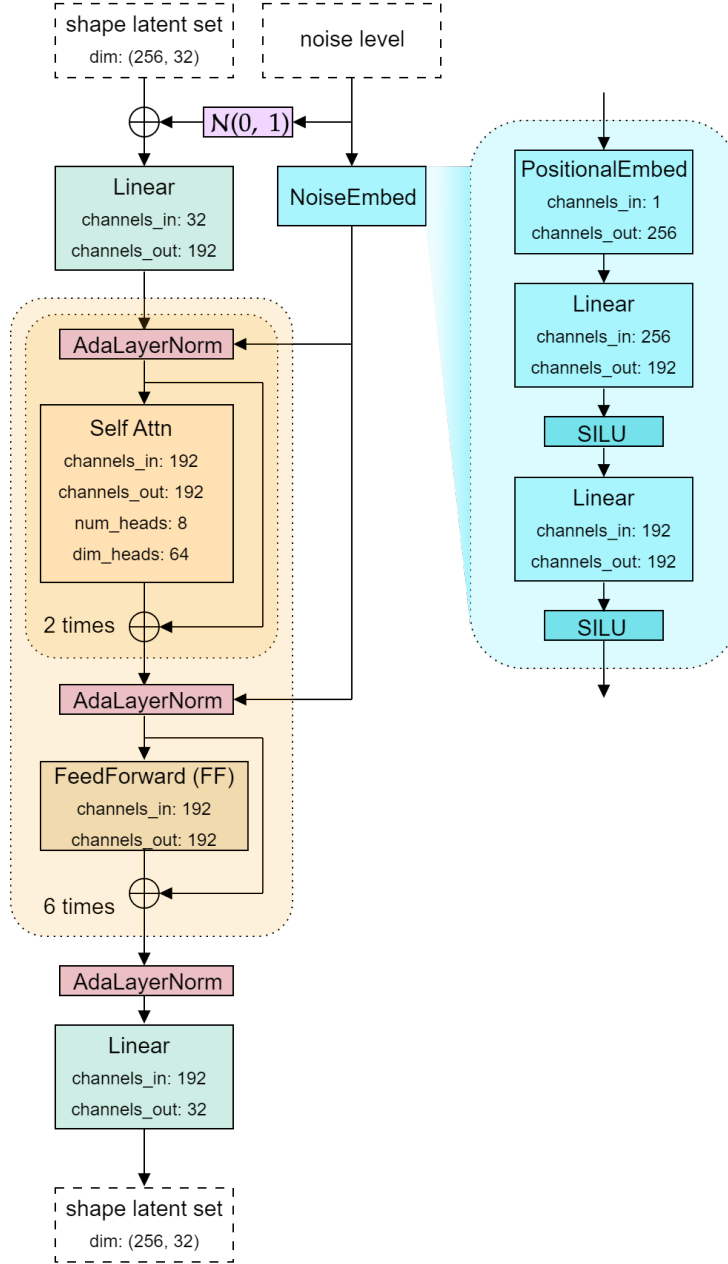 shape latent set
dim: (256, 32)
noise level
N(0, 1)
Linear
channels_in: 32
channels_out: 192
NoiseEmbed
AdaLayerNorm
Self Attn
channels_in: 192
channels_out: 192
num_heads: 8
dim_heads: 64
2 times
AdaLayerNorm
FeedForward (FF)
channels_in: 192
channels_out: 192
6 times
AdaLayerNorm
Linear
channels_in: 192
channels_out: 32
shape latent set
dim: (256, 32)
PositionalEmbed
channels_in: 1
channels_out: 256
Linear
channels_in: 256
channels_out: 192
SILU
Linear
channels_in: 192
channels_out: 192
SILU